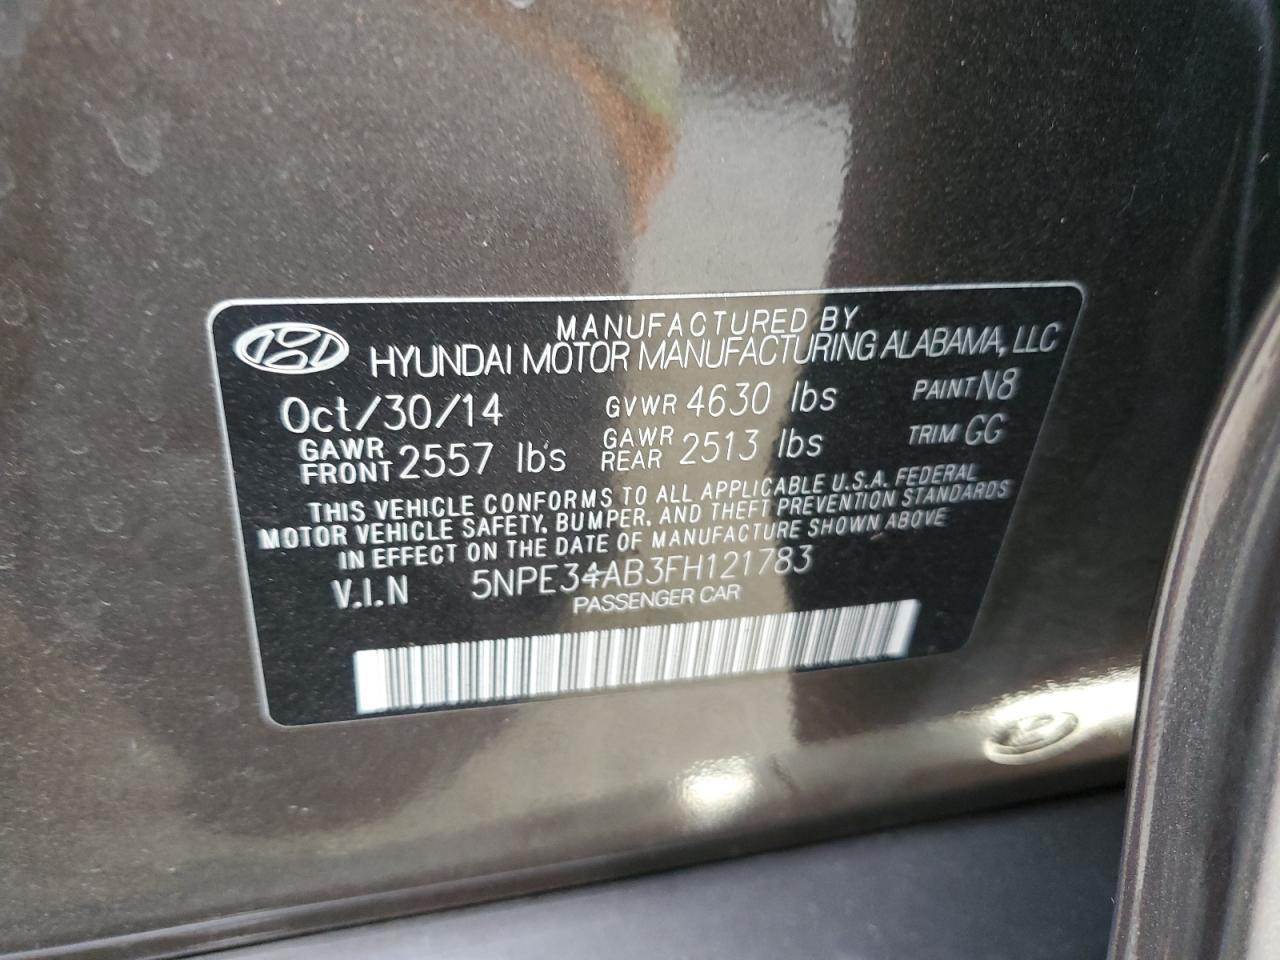 MANUFACTURED BY
HYUNDAI MOTOR MANUFACTURING ALABAMA, LLC
Oct/30/14 GVWR 4630 lbs PAINT N8
GAWR FRONT 2557 lbs GAWR REAR 2513 lbs TRIM GG
THIS VEHICLE CONFORMS TO ALL APPLICABLE U.S.A. FEDERAL
MOTOR VEHICLE SAFETY, BUMPER, AND THEFT PREVENTION STANDARDS
IN EFFECT ON THE DATE OF MANUFACTURE SHOWN ABOVE
V.I.N 5NPE34AB3FH121783
PASSENGER CAR